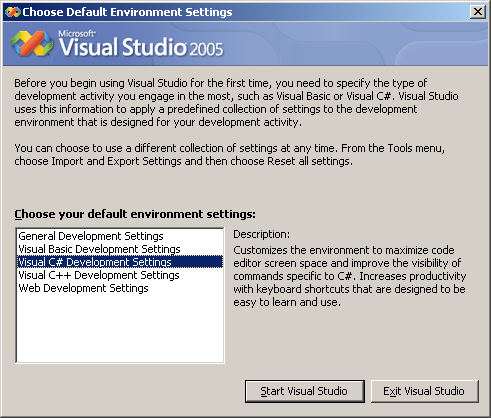 Choose Default Environment Settings
Microsoft®
Visual Studio 2005
Before you begin using Visual Studio for the first time, you need to specify the type of
development activity you engage in the most, such as Visual Basic or Visual C#. Visual Studio
uses this information to apply a predefined collection of settings to the development
environment that is designed for your development activity.
You can choose to use a different collection of settings at any time. From the Tools menu,
choose Import and Export Settings and then choose Reset all settings.
Choose your default environment settings:
General Development Settings
Visual Basic Development Settings
Visual C# Development Settings
Visual C++ Development Settings
Web Development Settings
Description:
Customizes the environment to maximize code
editor screen space and improve the visibility of
commands specific to C#. Increases productivity
with keyboard shortcuts that are designed to be
easy to learn and use.
Start Visual Studio
Exit Visual Studio